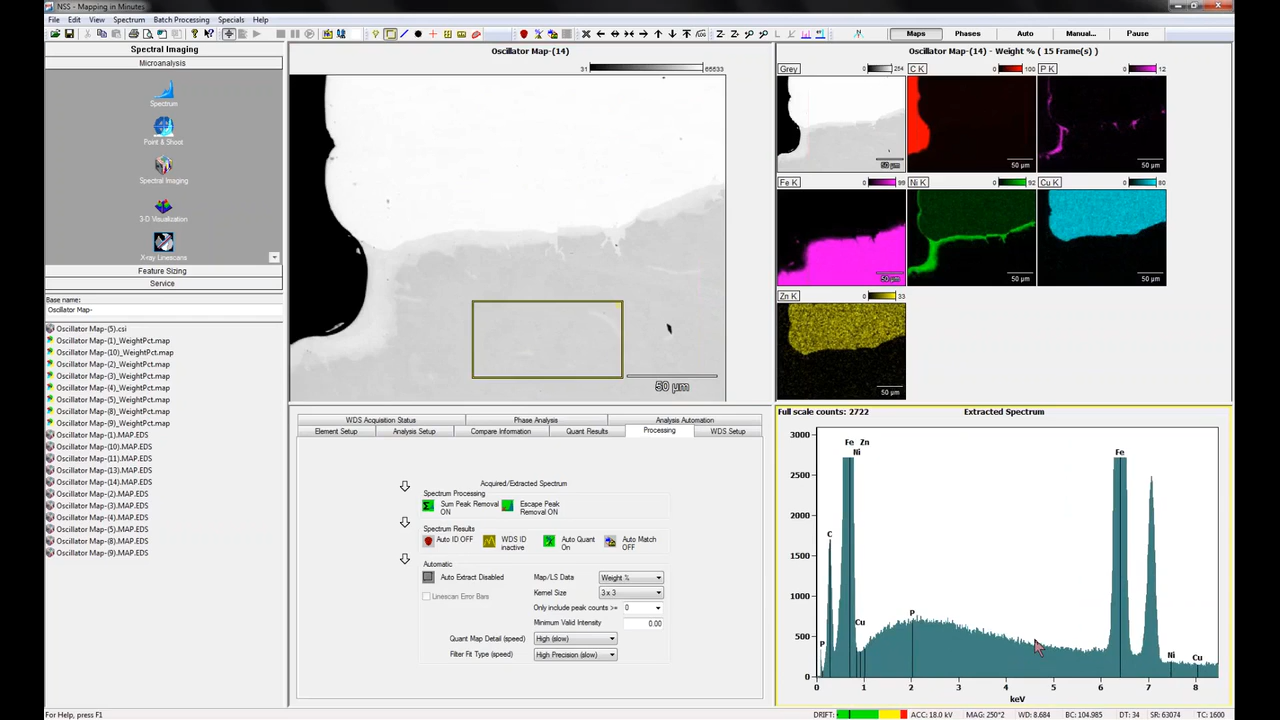 NSS - Mapping in Minutes
File Edit View Spectrum Batch Processing Specials Help
Maps Phases Auto Manual... Pause
Spectral Imaging
Microanalysis
Spectrum
Point & Shoot
Spectral Imaging
3-D Visualization
X-ray Linescans
Feature Sizing
Service
Base name:
Oscillator Map-
Oscillator Map-(5).csi
Oscillator Map-(1)_WeightPct.map
Oscillator Map-(10)_WeightPct.map
Oscillator Map-(2)_WeightPct.map
Oscillator Map-(3)_WeightPct.map
Oscillator Map-(4)_WeightPct.map
Oscillator Map-(5)_WeightPct.map
Oscillator Map-(8)_WeightPct.map
Oscillator Map-(9)_WeightPct.map
Oscillator Map-(1).MAP.EDS
Oscillator Map-(10).MAP.EDS
Oscillator Map-(11).MAP.EDS
Oscillator Map-(13).MAP.EDS
Oscillator Map-(14).MAP.EDS
Oscillator Map-(2).MAP.EDS
Oscillator Map-(3).MAP.EDS
Oscillator Map-(4).MAP.EDS
Oscillator Map-(5).MAP.EDS
Oscillator Map-(8).MAP.EDS
Oscillator Map-(9).MAP.EDS
Oscillator Map-(14)
31 65533
50 µm
Oscillator Map-(14) - Weight % ( 15 Frame(s) )
Grey 0 254 C K 0 100 P K 0 12
50 µm 50 µm 50 µm
Fe K 0 99 Ni K 0 92 Cu K 0 80
50 µm 50 µm 50 µm
Zn K 0 33
50 µm
WDS Acquisition Status Phase Analysis Analysis Automation
Element Setup Analysis Setup Compare Information Quant Results Processing WDS Setup
Acquired/Extracted Spectrum
Spectrum Processing
Sum Peak Removal ON Escape Peak Removal ON
Spectrum Results
Auto ID OFF WDS ID inactive Auto Quant On Auto Match OFF
Automatic
Auto Extract Disabled Map/LS Data Weight %
Linescan Error Bars Kernel Size 3 x 3
Only include peak counts >= 0
Minimum Valid Intensity 0.00
Quant Map Detail (speed) High (slow)
Filter Fit Type (speed) High Precision (slow)
Full scale counts: 2722 Extracted Spectrum
3000
2500
2000
1500
1000
500
0
Fe Zn
Ni
Fe
C
P
Cu
P
Ni Cu
0 1 2 3 4 5 6 7 8
keV
For Help, press F1 DRIFT: ACC: 18.0 kV MAG: 250*2 WD: 8.684 BC: 104.985 DT: 34 SR: 63074 TC: 1600